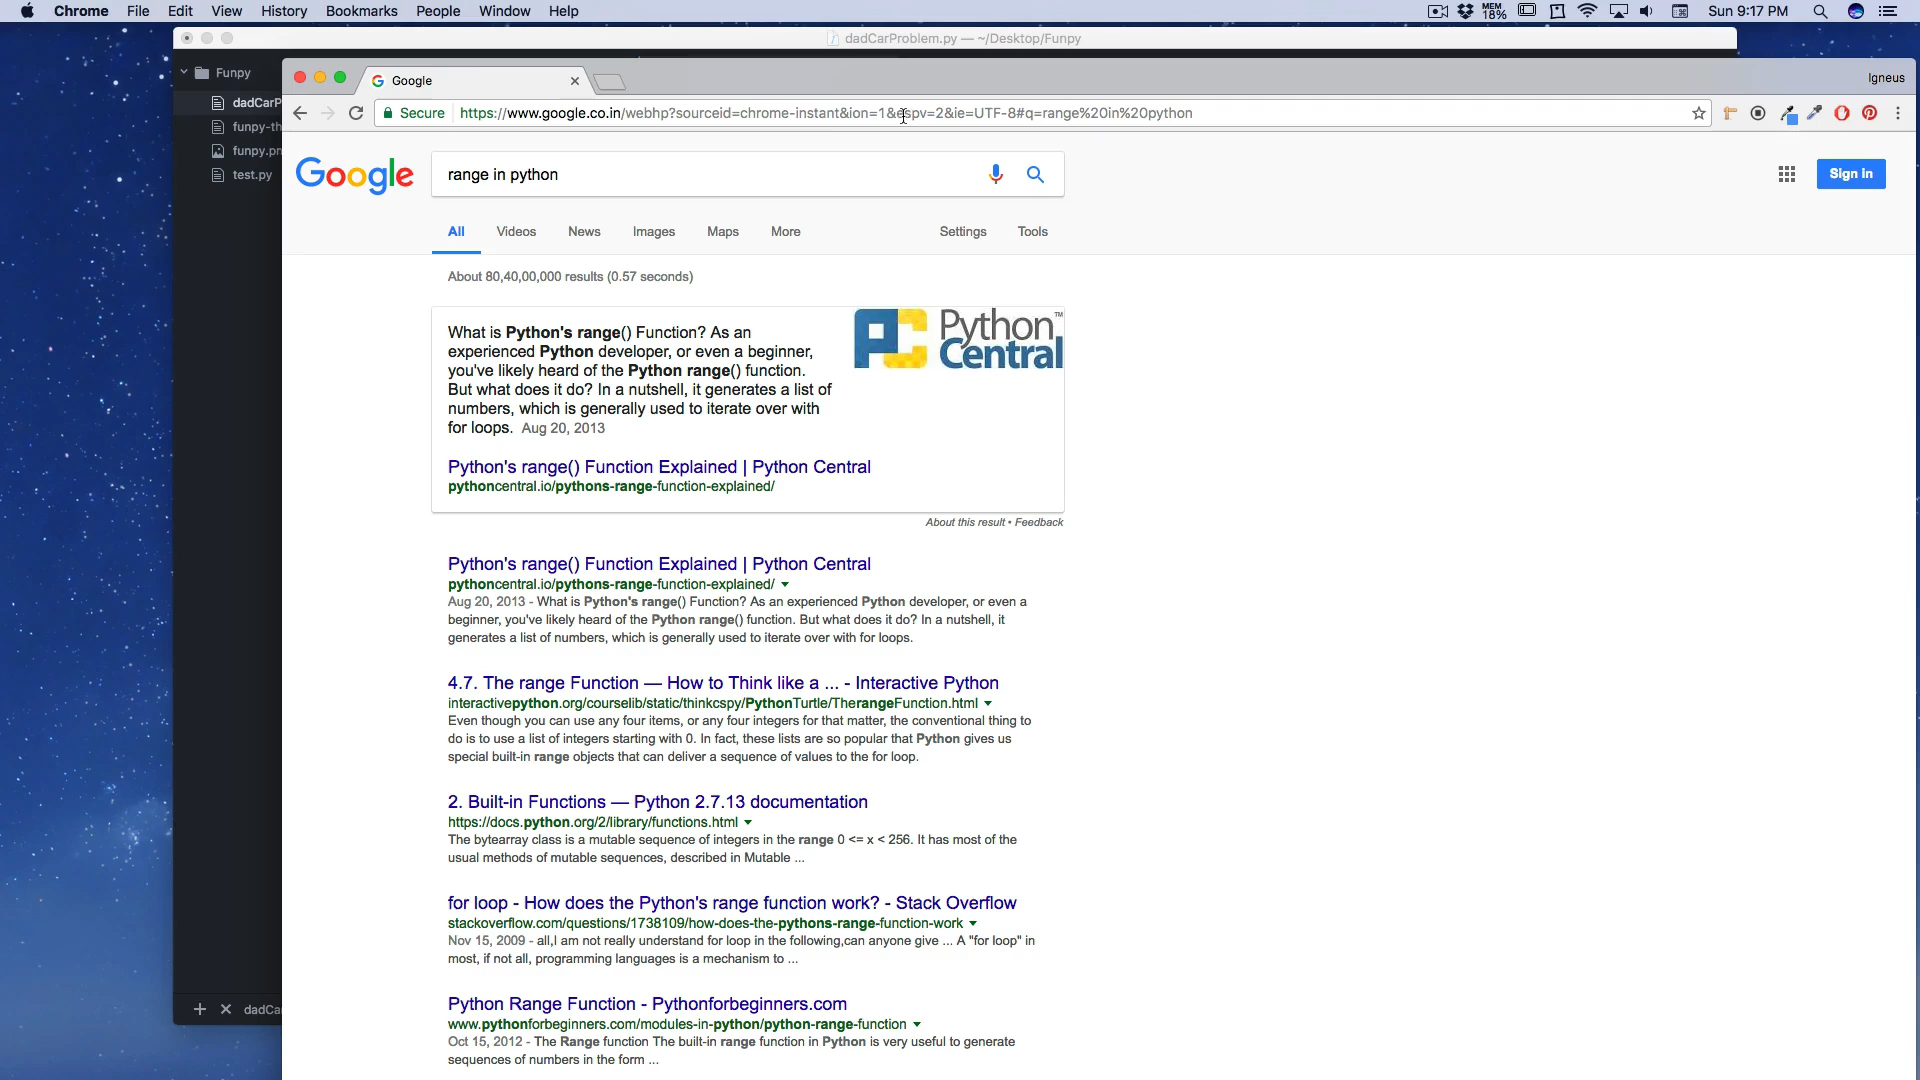 Chrome File Edit View History Bookmarks People Window Help MEM 18% Sun 9:17 PM
dadCarProblem.py — ~/Desktop/Funpy
Funpy
dadCarP
funpy-th
funpy.pn
test.py
Google
Igneus
Secure https://www.google.co.in/webhp?sourceid=chrome-instant&ion=1&espv=2&ie=UTF-8#q=range%20in%20python
Google
range in python
Sign in
All Videos News Images Maps More Settings Tools
About 80,40,00,000 results (0.57 seconds)
What is Python's range() Function? As an
experienced Python developer, or even a beginner,
you've likely heard of the Python range() function.
But what does it do? In a nutshell, it generates a list of
numbers, which is generally used to iterate over with
for loops. Aug 20, 2013
Python™
Central
Python's range() Function Explained | Python Central
pythoncentral.io/pythons-range-function-explained/
About this result • Feedback
Python's range() Function Explained | Python Central
pythoncentral.io/pythons-range-function-explained/
Aug 20, 2013 - What is Python's range() Function? As an experienced Python developer, or even a
beginner, you've likely heard of the Python range() function. But what does it do? In a nutshell, it
generates a list of numbers, which is generally used to iterate over with for loops.
4.7. The range Function — How to Think like a ... - Interactive Python
interactivepython.org/courselib/static/thinkcspy/PythonTurtle/TherangeFunction.html
Even though you can use any four items, or any four integers for that matter, the conventional thing to
do is to use a list of integers starting with 0. In fact, these lists are so popular that Python gives us
special built-in range objects that can deliver a sequence of values to the for loop.
2. Built-in Functions — Python 2.7.13 documentation
https://docs.python.org/2/library/functions.html
The bytearray class is a mutable sequence of integers in the range 0 <= x < 256. It has most of the
usual methods of mutable sequences, described in Mutable ...
for loop - How does the Python's range function work? - Stack Overflow
stackoverflow.com/questions/1738109/how-does-the-pythons-range-function-work
Nov 15, 2009 - all,I am not really understand for loop in the following,can anyone give ... A "for loop" in
most, if not all, programming languages is a mechanism to ...
Python Range Function - Pythonforbeginners.com
www.pythonforbeginners.com/modules-in-python/python-range-function
Oct 15, 2012 - The Range function The built-in range function in Python is very useful to generate
sequences of numbers in the form ...
dadCa